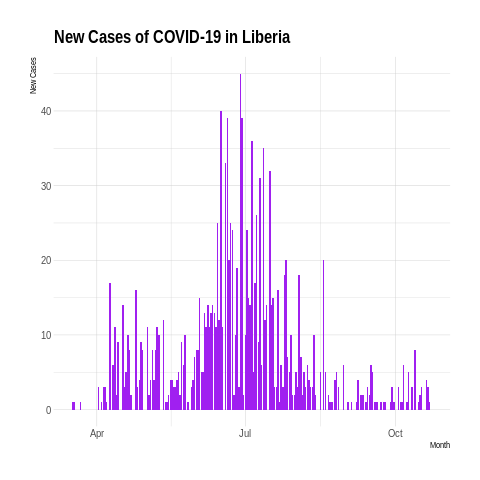 New Cases of COVID-19 in Liberia
New Cases
40
30
20
10
0
Apr
Jul
Oct
Month